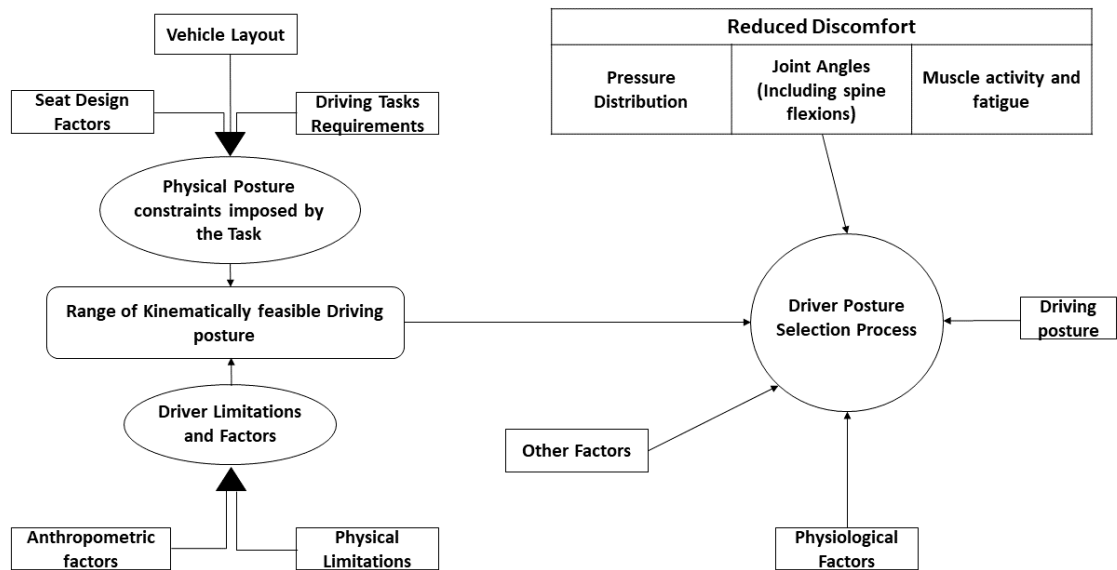 Vehicle Layout
Seat Design
Factors
Driving Tasks
Requirements
Physical Posture
constraints imposed by
the Task
Range of Kinematically feasible Driving
posture
Driver Limitations
and Factors
Anthropometric
factors
Physical
Limitations
Reduced Discomfort
Pressure
Distribution
Joint Angles
(Including spine
flexions)
Muscle activity and
fatigue
Driver Posture
Selection Process
Driving
posture
Other Factors
Physiological
Factors